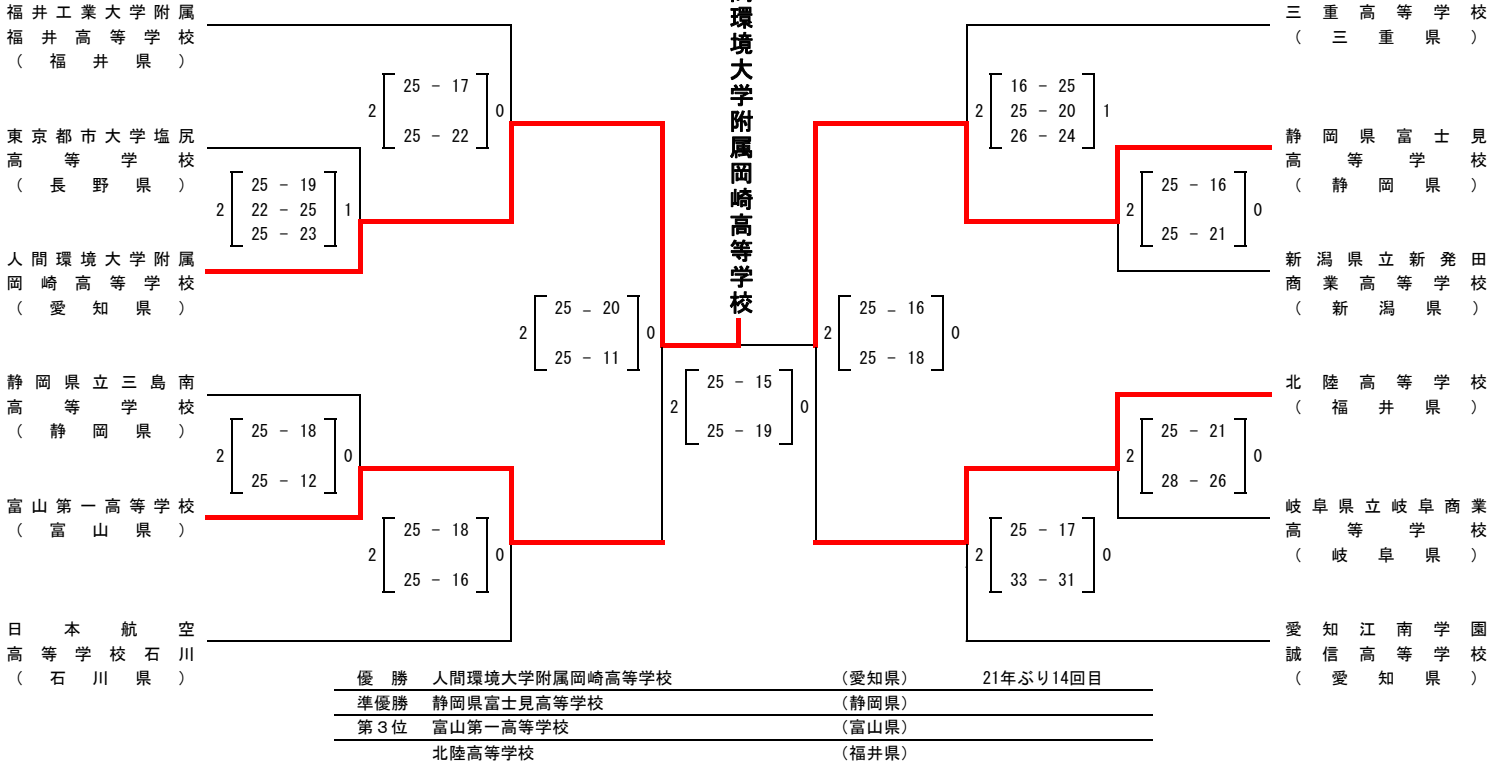 福井工業大学附属
福井高等学校
（福井県）
東京都市大学塩尻
高等学校
（長野県）
人間環境大学附属
岡崎高等学校
（愛知県）
静岡県立三島南
高等学校
（静岡県）
富山第一高等学校
（富山県）
日本航空
高等学校石川
（石川県）
25 - 17
2 0
25 - 22
25 - 19
2 22 - 25 1
25 - 23
25 - 18
2 0
25 - 12
25 - 18
2 0
25 - 16
25 - 20
2 0
25 - 11
環境大学附属岡崎高等学校
25 - 15
2 0
25 - 19
25 - 16
2 0
25 - 18
16 - 25
2 25 - 20 1
26 - 24
25 - 16
2 0
25 - 21
25 - 21
2 0
28 - 26
25 - 17
2 0
33 - 31
三重高等学校
（三重県）
静岡県富士見
高等学校
（静岡県）
新潟県立新発田
商業高等学校
（新潟県）
北陸高等学校
（福井県）
岐阜県立岐阜商業
高等学校
（岐阜県）
愛知江南学園
誠信高等学校
（愛知県）
優勝 人間環境大学附属岡崎高等学校 （愛知県） 21年ぶり14回目
準優勝 静岡県富士見高等学校 （静岡県）
第３位 富山第一高等学校 （富山県）
北陸高等学校 （福井県）